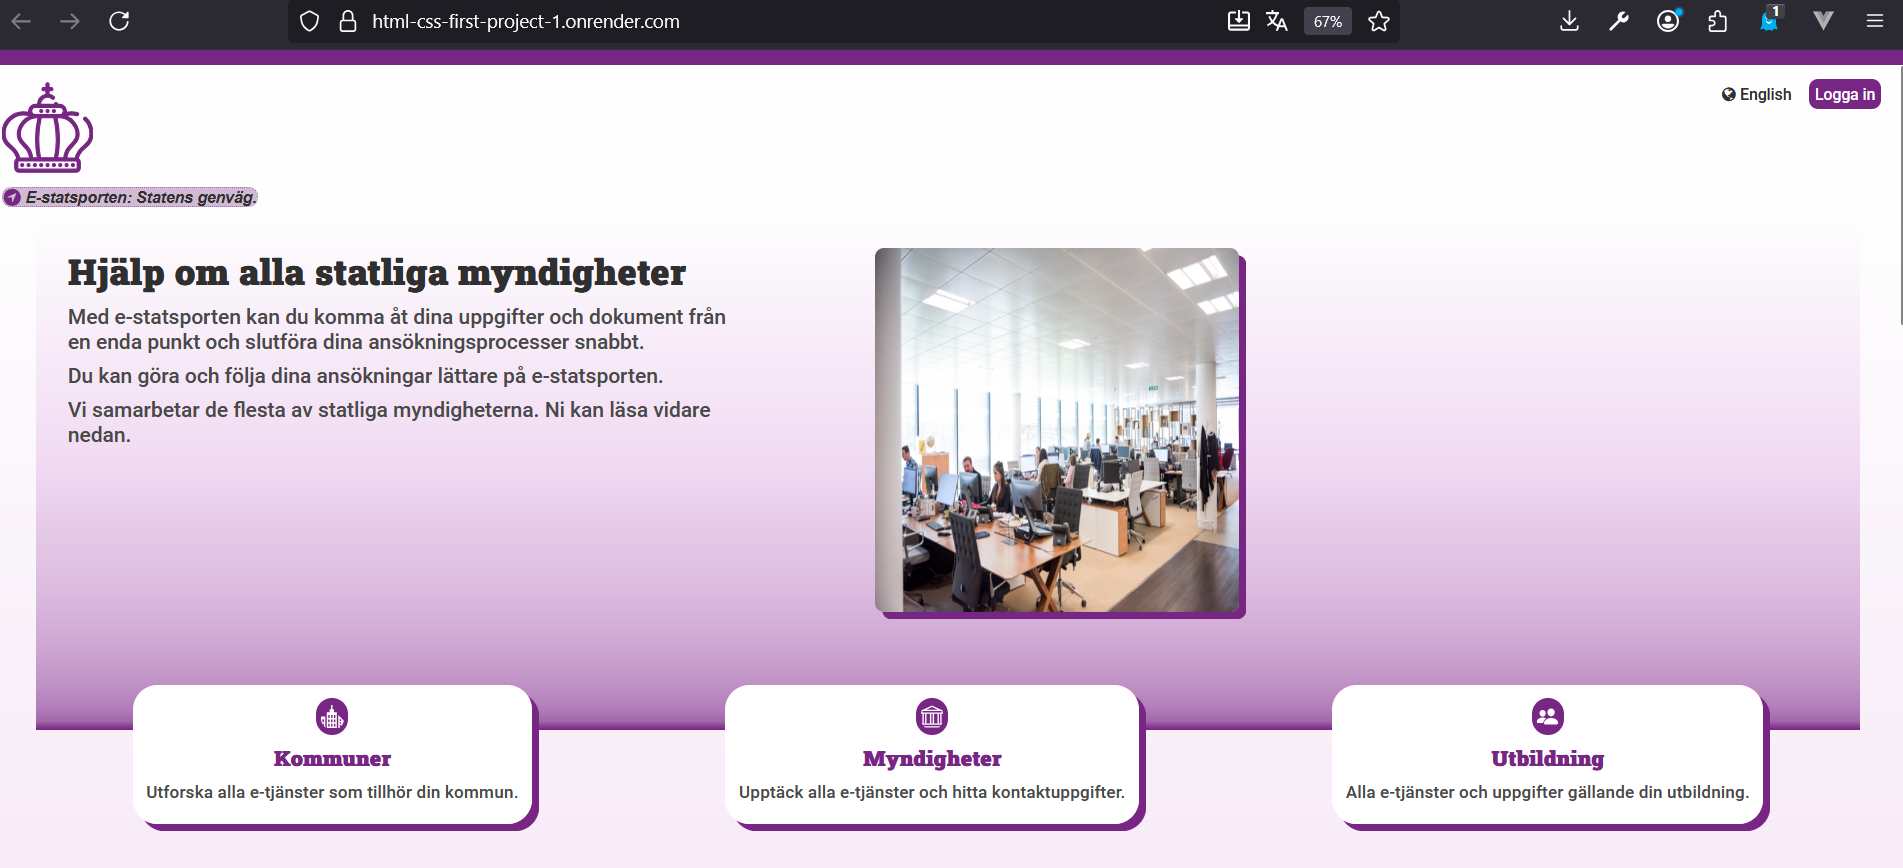 html-css-first-project-1.onrender.com
67%
1
English
Logga in
E-statsporten: Statens genväg.
Hjälp om alla statliga myndigheter
Med e-statsporten kan du komma åt dina uppgifter och dokument från
en enda punkt och slutföra dina ansökningsprocesser snabbt.
Du kan göra och följa dina ansökningar lättare på e-statsporten.
Vi samarbetar de flesta av statliga myndigheterna. Ni kan läsa vidare
nedan.
Kommuner
Utforska alla e-tjänster som tillhör din kommun.
Myndigheter
Upptäck alla e-tjänster och hitta kontaktuppgifter.
Utbildning
Alla e-tjänster och uppgifter gällande din utbildning.